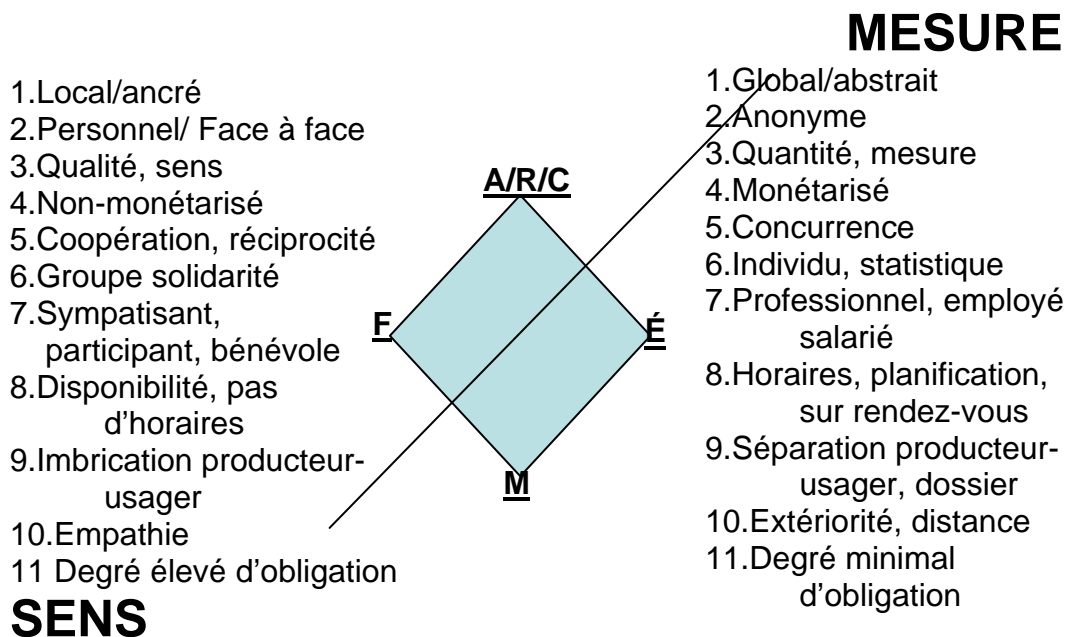 MESURE
1.Local/ancré
2.Personnel/ Face à face
3.Qualité, sens
4.Non-monétarisé
5.Coopération, réciprocité
6.Groupe solidarité
7.Sympatisant,
participant, bénévole
8.Disponibilité, pas
d'horaires
9.Imbrication producteur-
usager
10.Empathie
11 Degré élevé d'obligation
SENS
A/R/C
F
É
M
1.Global/abstrait
2.Anonyme
3.Quantité, mesure
4.Monétarisé
5.Concurrence
6.Individu, statistique
7.Professionnel, employé
salarié
8.Horaires, planification,
sur rendez-vous
9.Séparation producteur-
usager, dossier
10.Extériorité, distance
11.Degré minimal
d'obligation